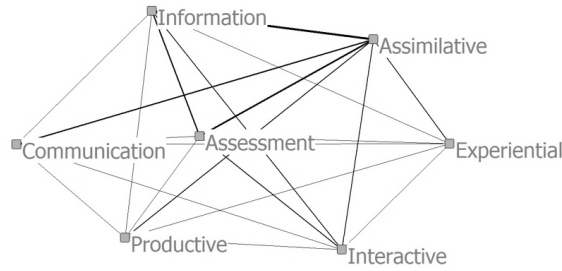 Information
Assimilative
Communication
Assessment
Experiential
Productive
Interactive